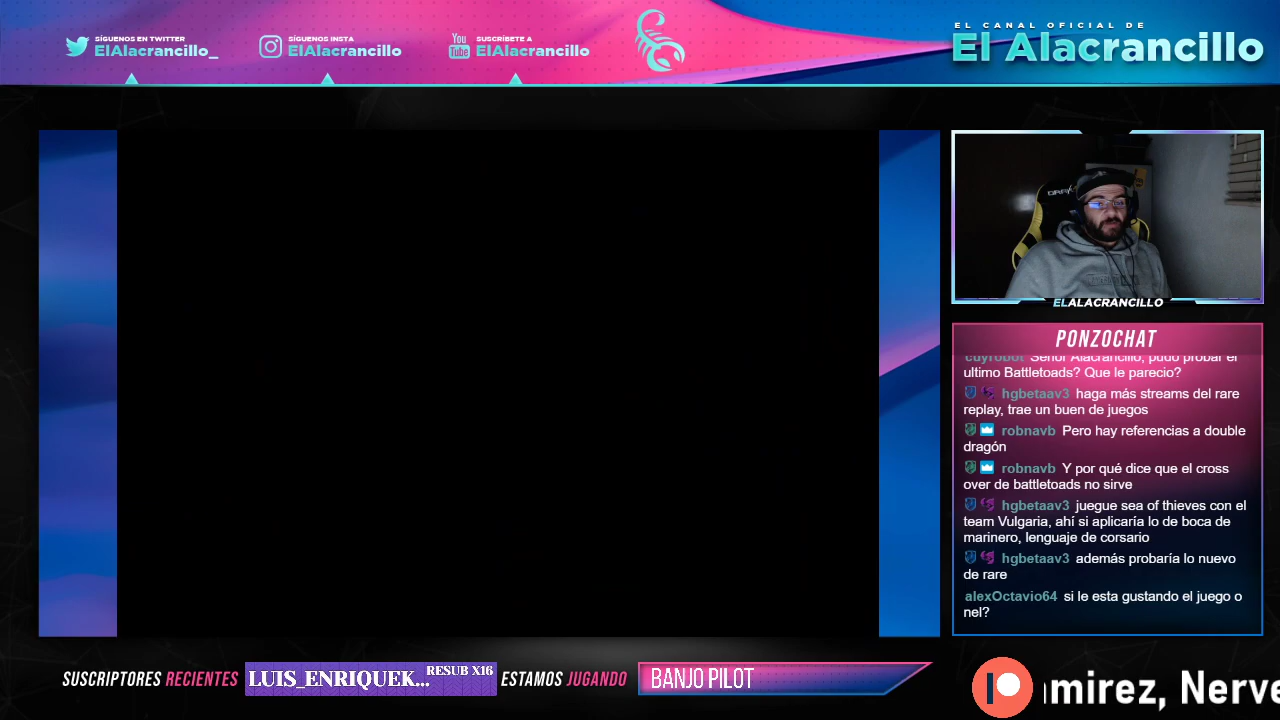 SÍGUENOS EN TWITTER
ElAlacrancillo_
SÍGUENOS INSTA
ElAlacrancillo
You
Tube
SUSCRÍBETE A
ElAlacrancillo
EL CANAL OFICIAL DE
El Alacrancillo
ELALACRANCILLO
PONZOCHAT
cuyrobot Señor Alacrancillo, pudo probar el
ultimo Battletoads? Que le parecio?
hgbetaav3 haga más streams del rare
replay, trae un buen de juegos
robnavb Pero hay referencias a double
dragón
robnavb Y por qué dice que el cross
over de battletoads no sirve
hgbetaav3 juegue sea of thieves con el
team Vulgaria, ahí si aplicaría lo de boca de
marinero, lenguaje de corsario
hgbetaav3 además probaría lo nuevo
de rare
alexOctavio64 si le esta gustando el juego o
nel?
SUSCRIPTORES RECIENTES
LUIS_ENRIQUEK...
RESUB X16
ESTAMOS JUGANDO
BANJO PILOT
mirez, Nerve